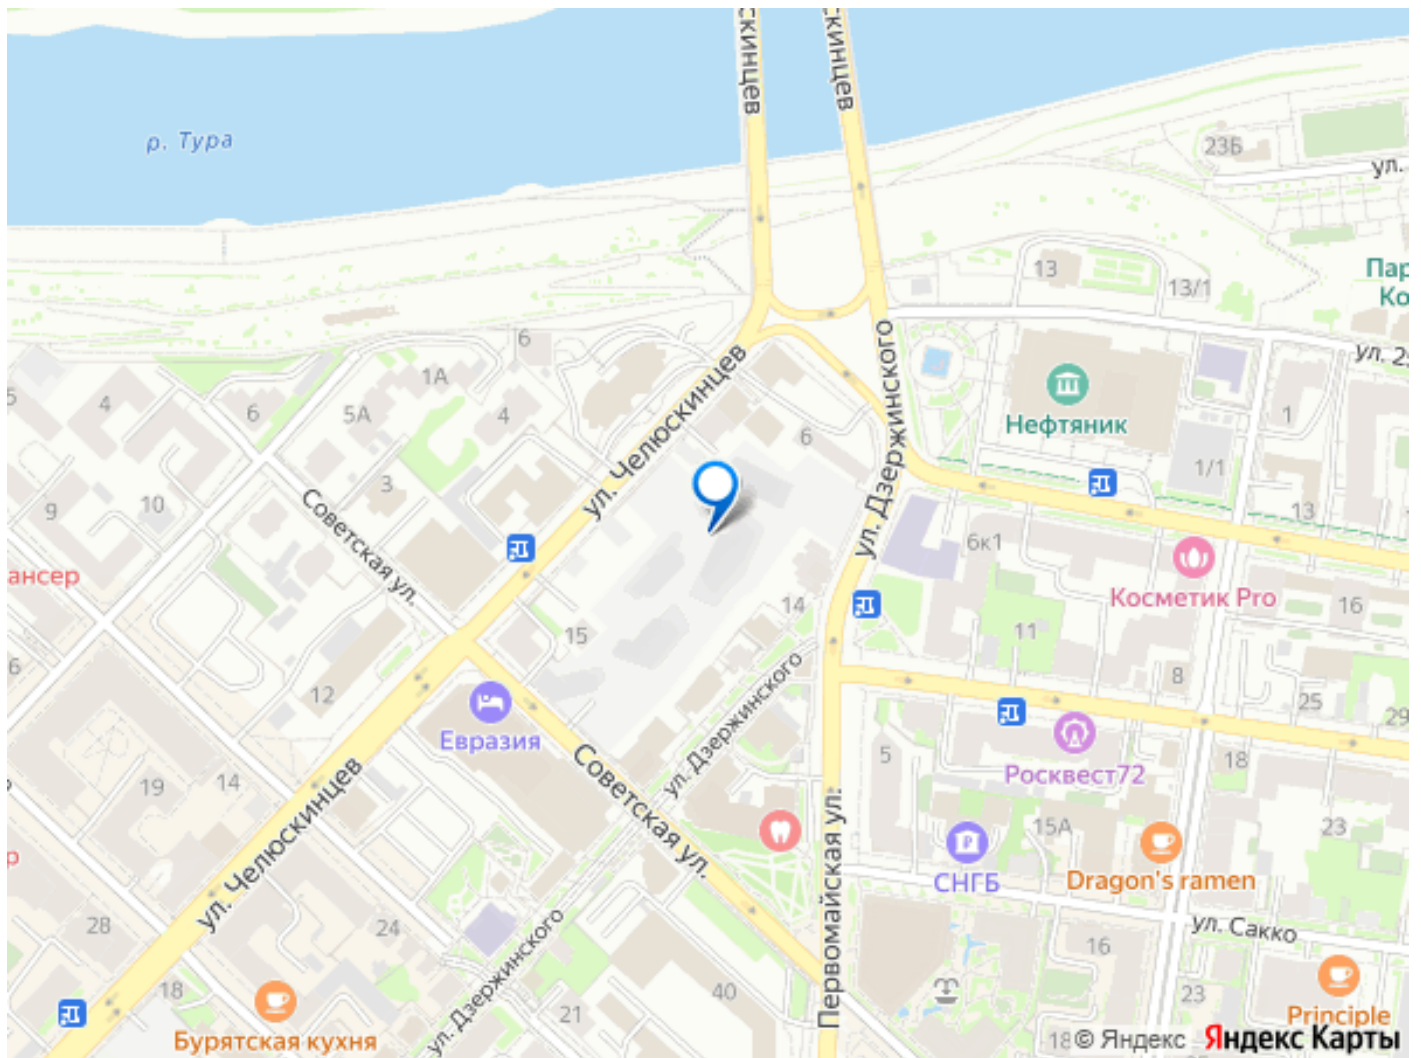 скинцев
скинцев
р. Тура
23Б
ул.
13
13/1
Пар
Ко
ул. 2
6
1А
4
6
5А
4
5
ул. Челюскинцев
ул. Дзержинского
Нефтяник
1
1/1
6
3
10
9
Советская ул.
13
6к1
ансер
Косметик Pro
16
14
11
15
8
6
12
25
29
Евразия
ул. Дзержинского
Росквест72
18
5
19
14
Советская ул.
ул. Челюскинцев
Первомайская ул.
15А
23
СНГБ
Dragon's ramen
р
28
24
ул. Сакко
16
ул. Дзержинского
18
40
21
23
Бурятская кухня
Principle
18
© Яндекс Яндекс Карты